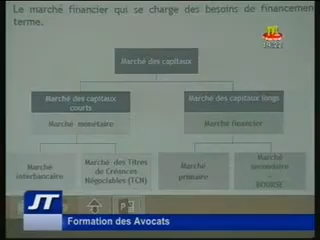 Le marché financier qui se charge des besoins de financemen
terme.
Marché des capitaux
Marché des capitaux
courts
Marché des capitaux longs
Marché monétaire
Marché financier
Marché
interbancaire
Marché des Titres
de Créances
Négociables (TCN)
Marché
primaire
Marché
secondaire
BOURSE
JT
Formation des Avocats